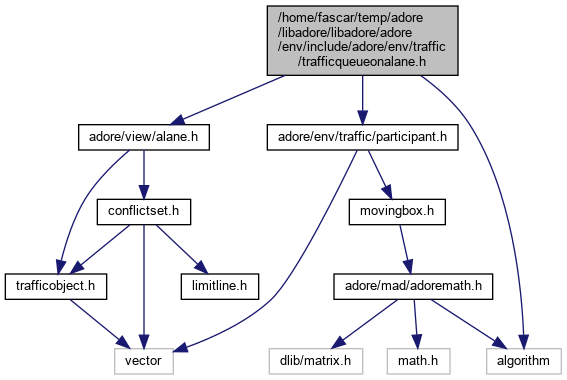 /home/fascar/temp/adore
/libadore/libadore/adore
/env/include/adore/env/traffic
/trafficqueueonalane.h
adore/view/alane.h
adore/env/traffic/participant.h
conflictset.h
movingbox.h
trafficobject.h
limitline.h
adore/mad/adoremath.h
vector
dlib/matrix.h
math.h
algorithm